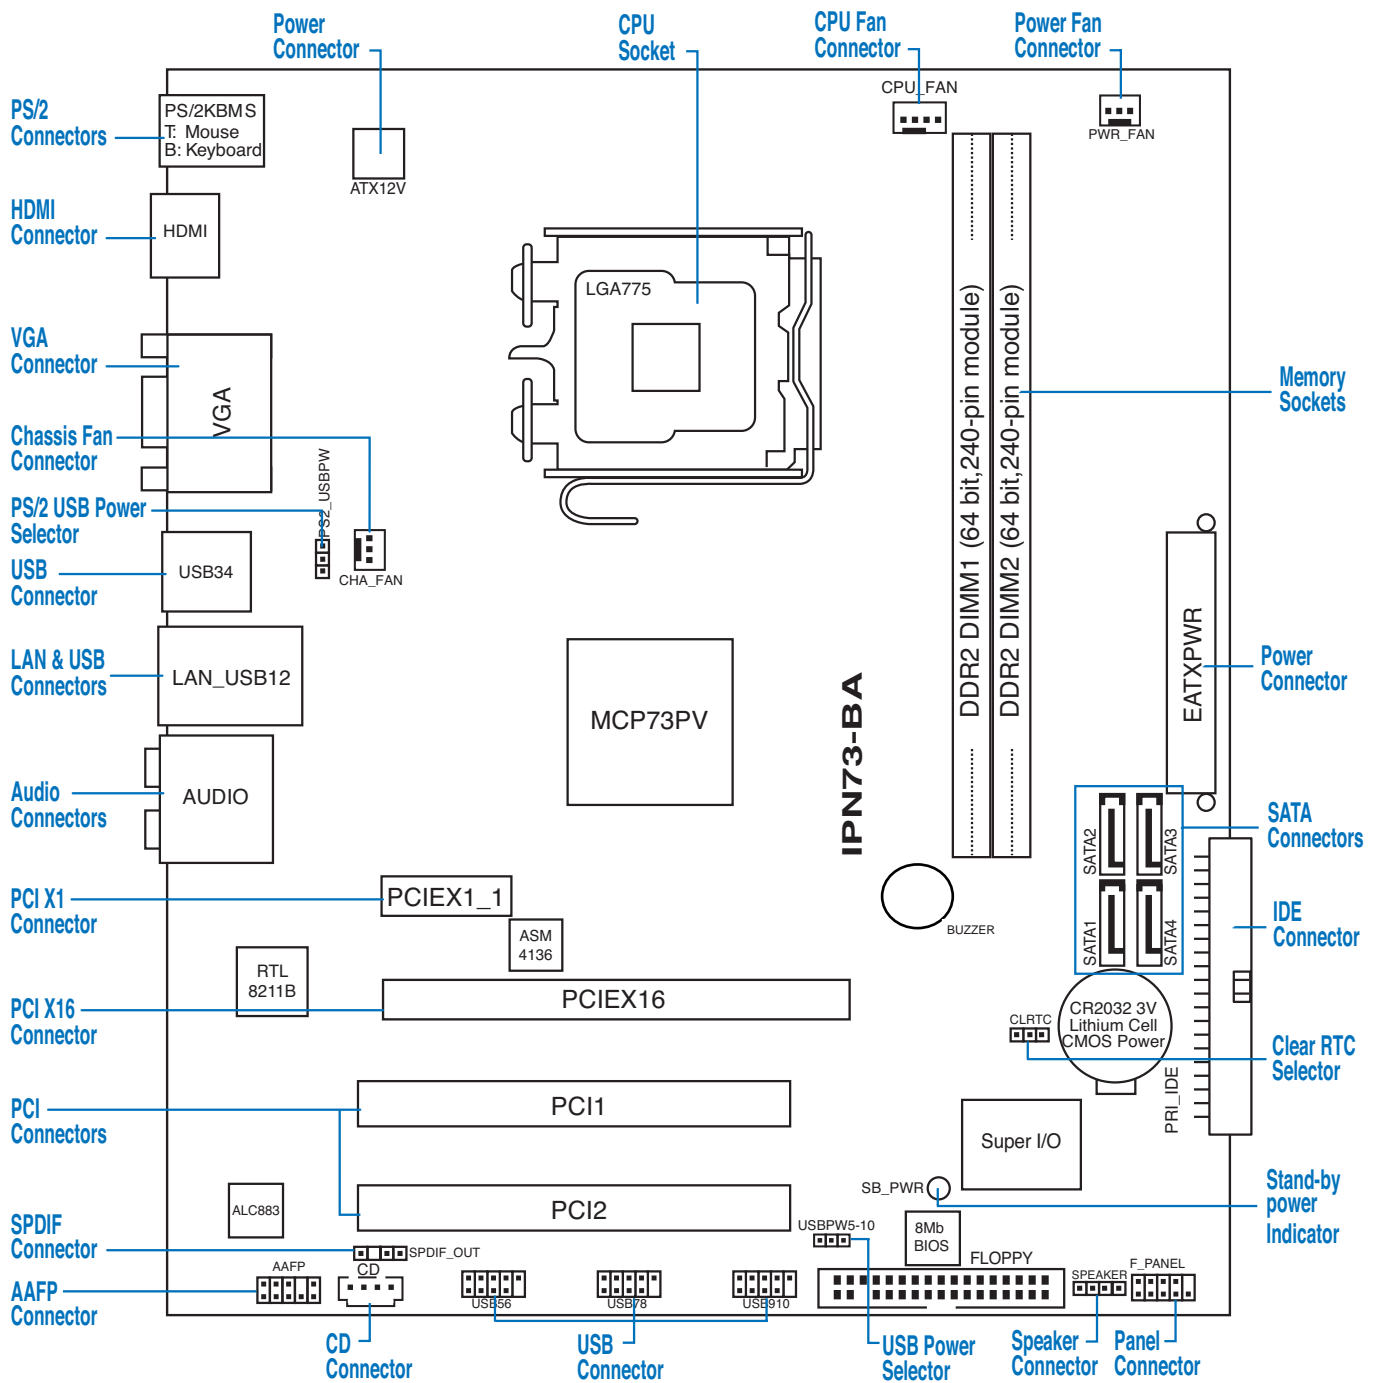 Power
Connector
CPU
Socket
CPU Fan
Connector
Power Fan
Connector
PS/2
Connectors
PS/2KBMS
T: Mouse
B: Keyboard
ATX12V
CPU_FAN
PWR_FAN
HDMI
Connector
HDMI
LGA775
VGA
Connector
VGA
Chassis Fan
Connector
PS2_USBPW
PS/2 USB Power
Selector
CHA_FAN
DDR2 DIMM1 (64 bit,240-pin module)
DDR2 DIMM2 (64 bit,240-pin module)
Memory
Sockets
USB
Connector
USB34
LAN & USB
Connectors
LAN_USB12
MCP73PV
IPN73-BA
EATXPWR
Power
Connector
Audio
Connectors
AUDIO
SATA2
SATA3
SATA1
SATA4
SATA
Connectors
PCI X1
Connector
PCIEX1_1
ASM
4136
BUZZER
IDE
Connector
RTL
8211B
PCI X16
Connector
PCIEX16
CLRTC
CR2032 3V
Lithium Cell
CMOS Power
PRI_IDE
Clear RTC
Selector
PCI
Connectors
PCI1
Super I/O
ALC883
PCI2
SB_PWR
Stand-by
power
Indicator
SPDIF
Connector
SPDIF_OUT
USBPW5-10
8Mb
BIOS
FLOPPY
AAFP
Connector
AAFP
CD
USB56
USB78
USB910
SPEAKER
F_PANEL
CD
Connector
USB
Connector
USB Power
Selector
Speaker
Connector
Panel
Connector